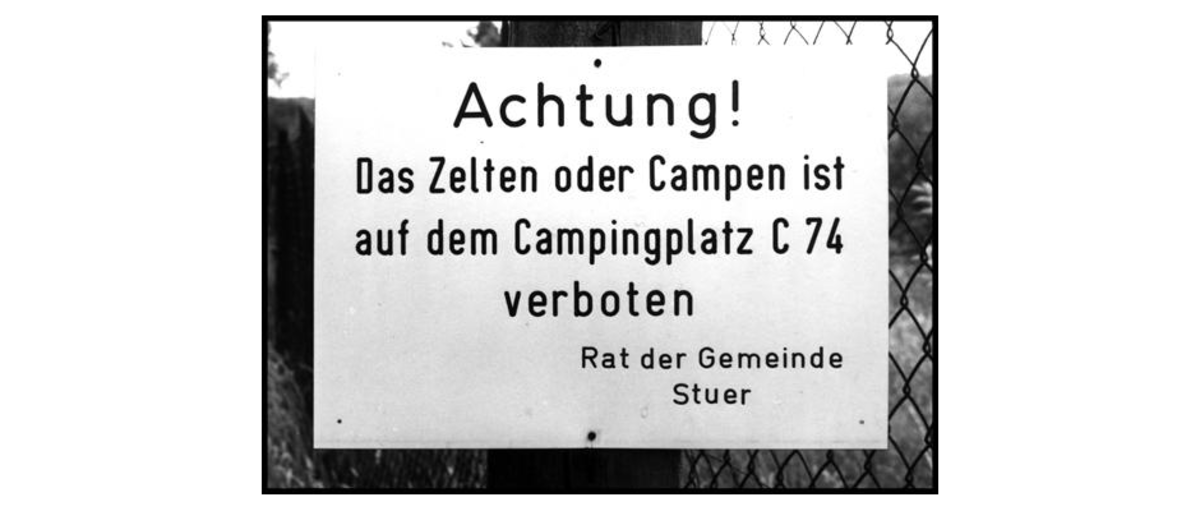 Achtung!
Das Zelten oder Campen ist
auf dem Campingplatz C 74
verboten
Rat der Gemeinde
Stuer